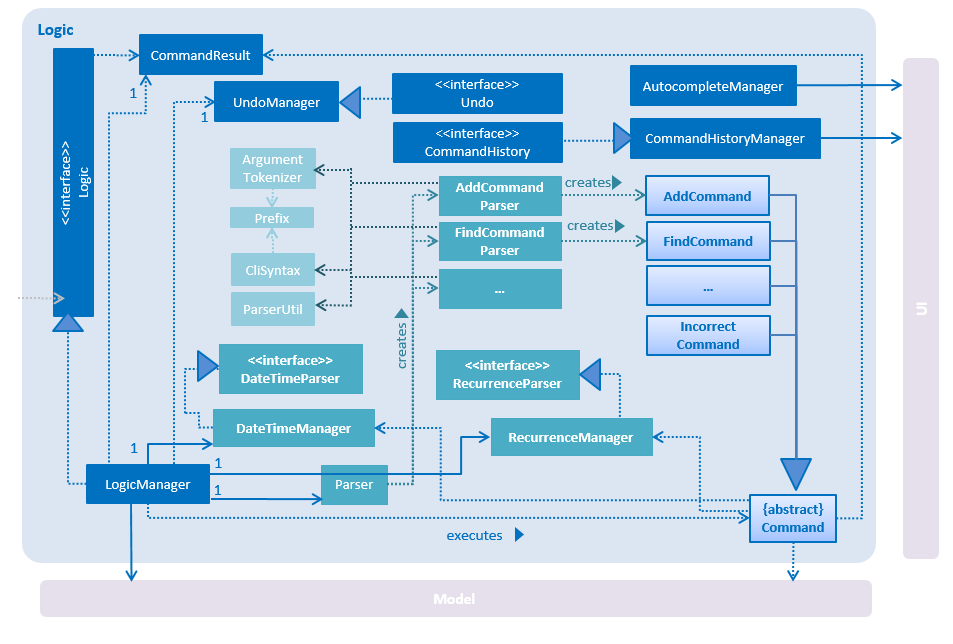 Logic
CommandResult
1
UndoManager
1
<<interface>>
Undo
AutocompleteManager
<<interface>>
CommandHistory
CommandHistoryManager
<<interface>>
Logic
Argument
Tokenizer
Prefix
CliSyntax
ParserUtil
AddCommand
Parser
creates
AddCommand
FindCommand
Parser
creates
FindCommand
...
...
Incorrect
Command
UI
creates
<<interface>>
DateTimeParser
<<interface>>
RecurrenceParser
DateTimeManager
RecurrenceManager
1
1
LogicManager
1
Parser
{abstract}
Command
executes
Model